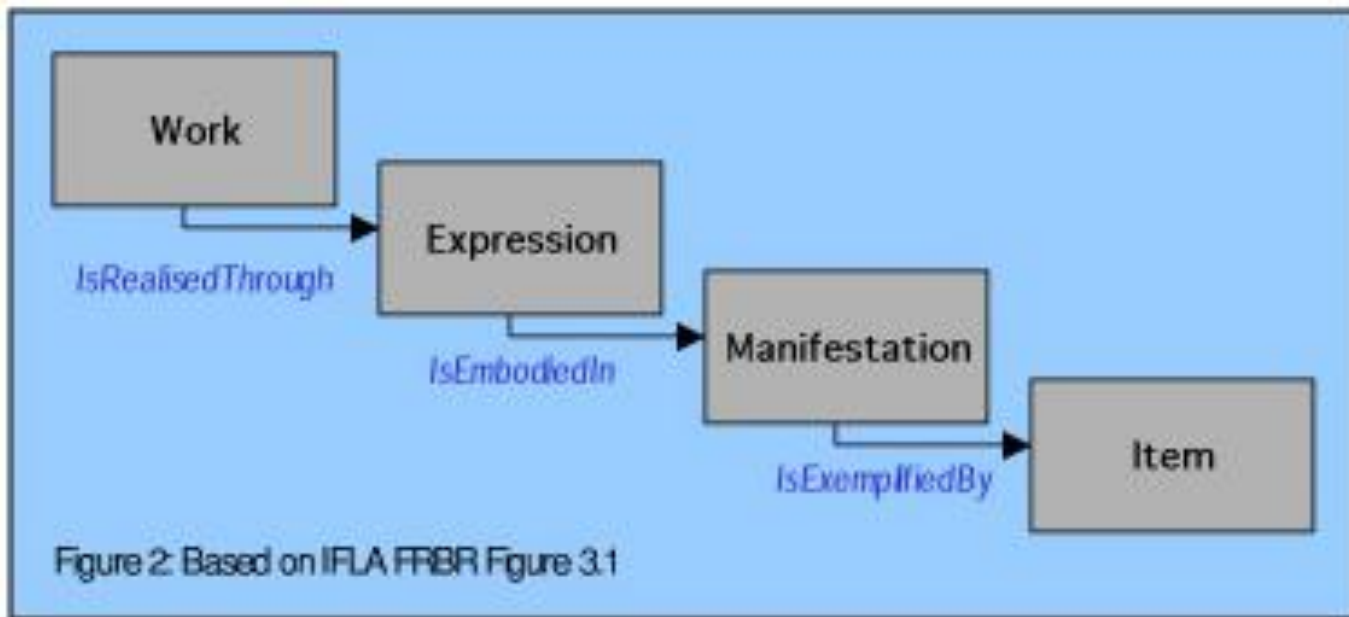 Work
Expression
IsRealisedThrough
Manifestation
IsEmbodiedIn
Item
IsExemplifiedBy
Figure 2: Based on IFLA FRBR Figure 3.1